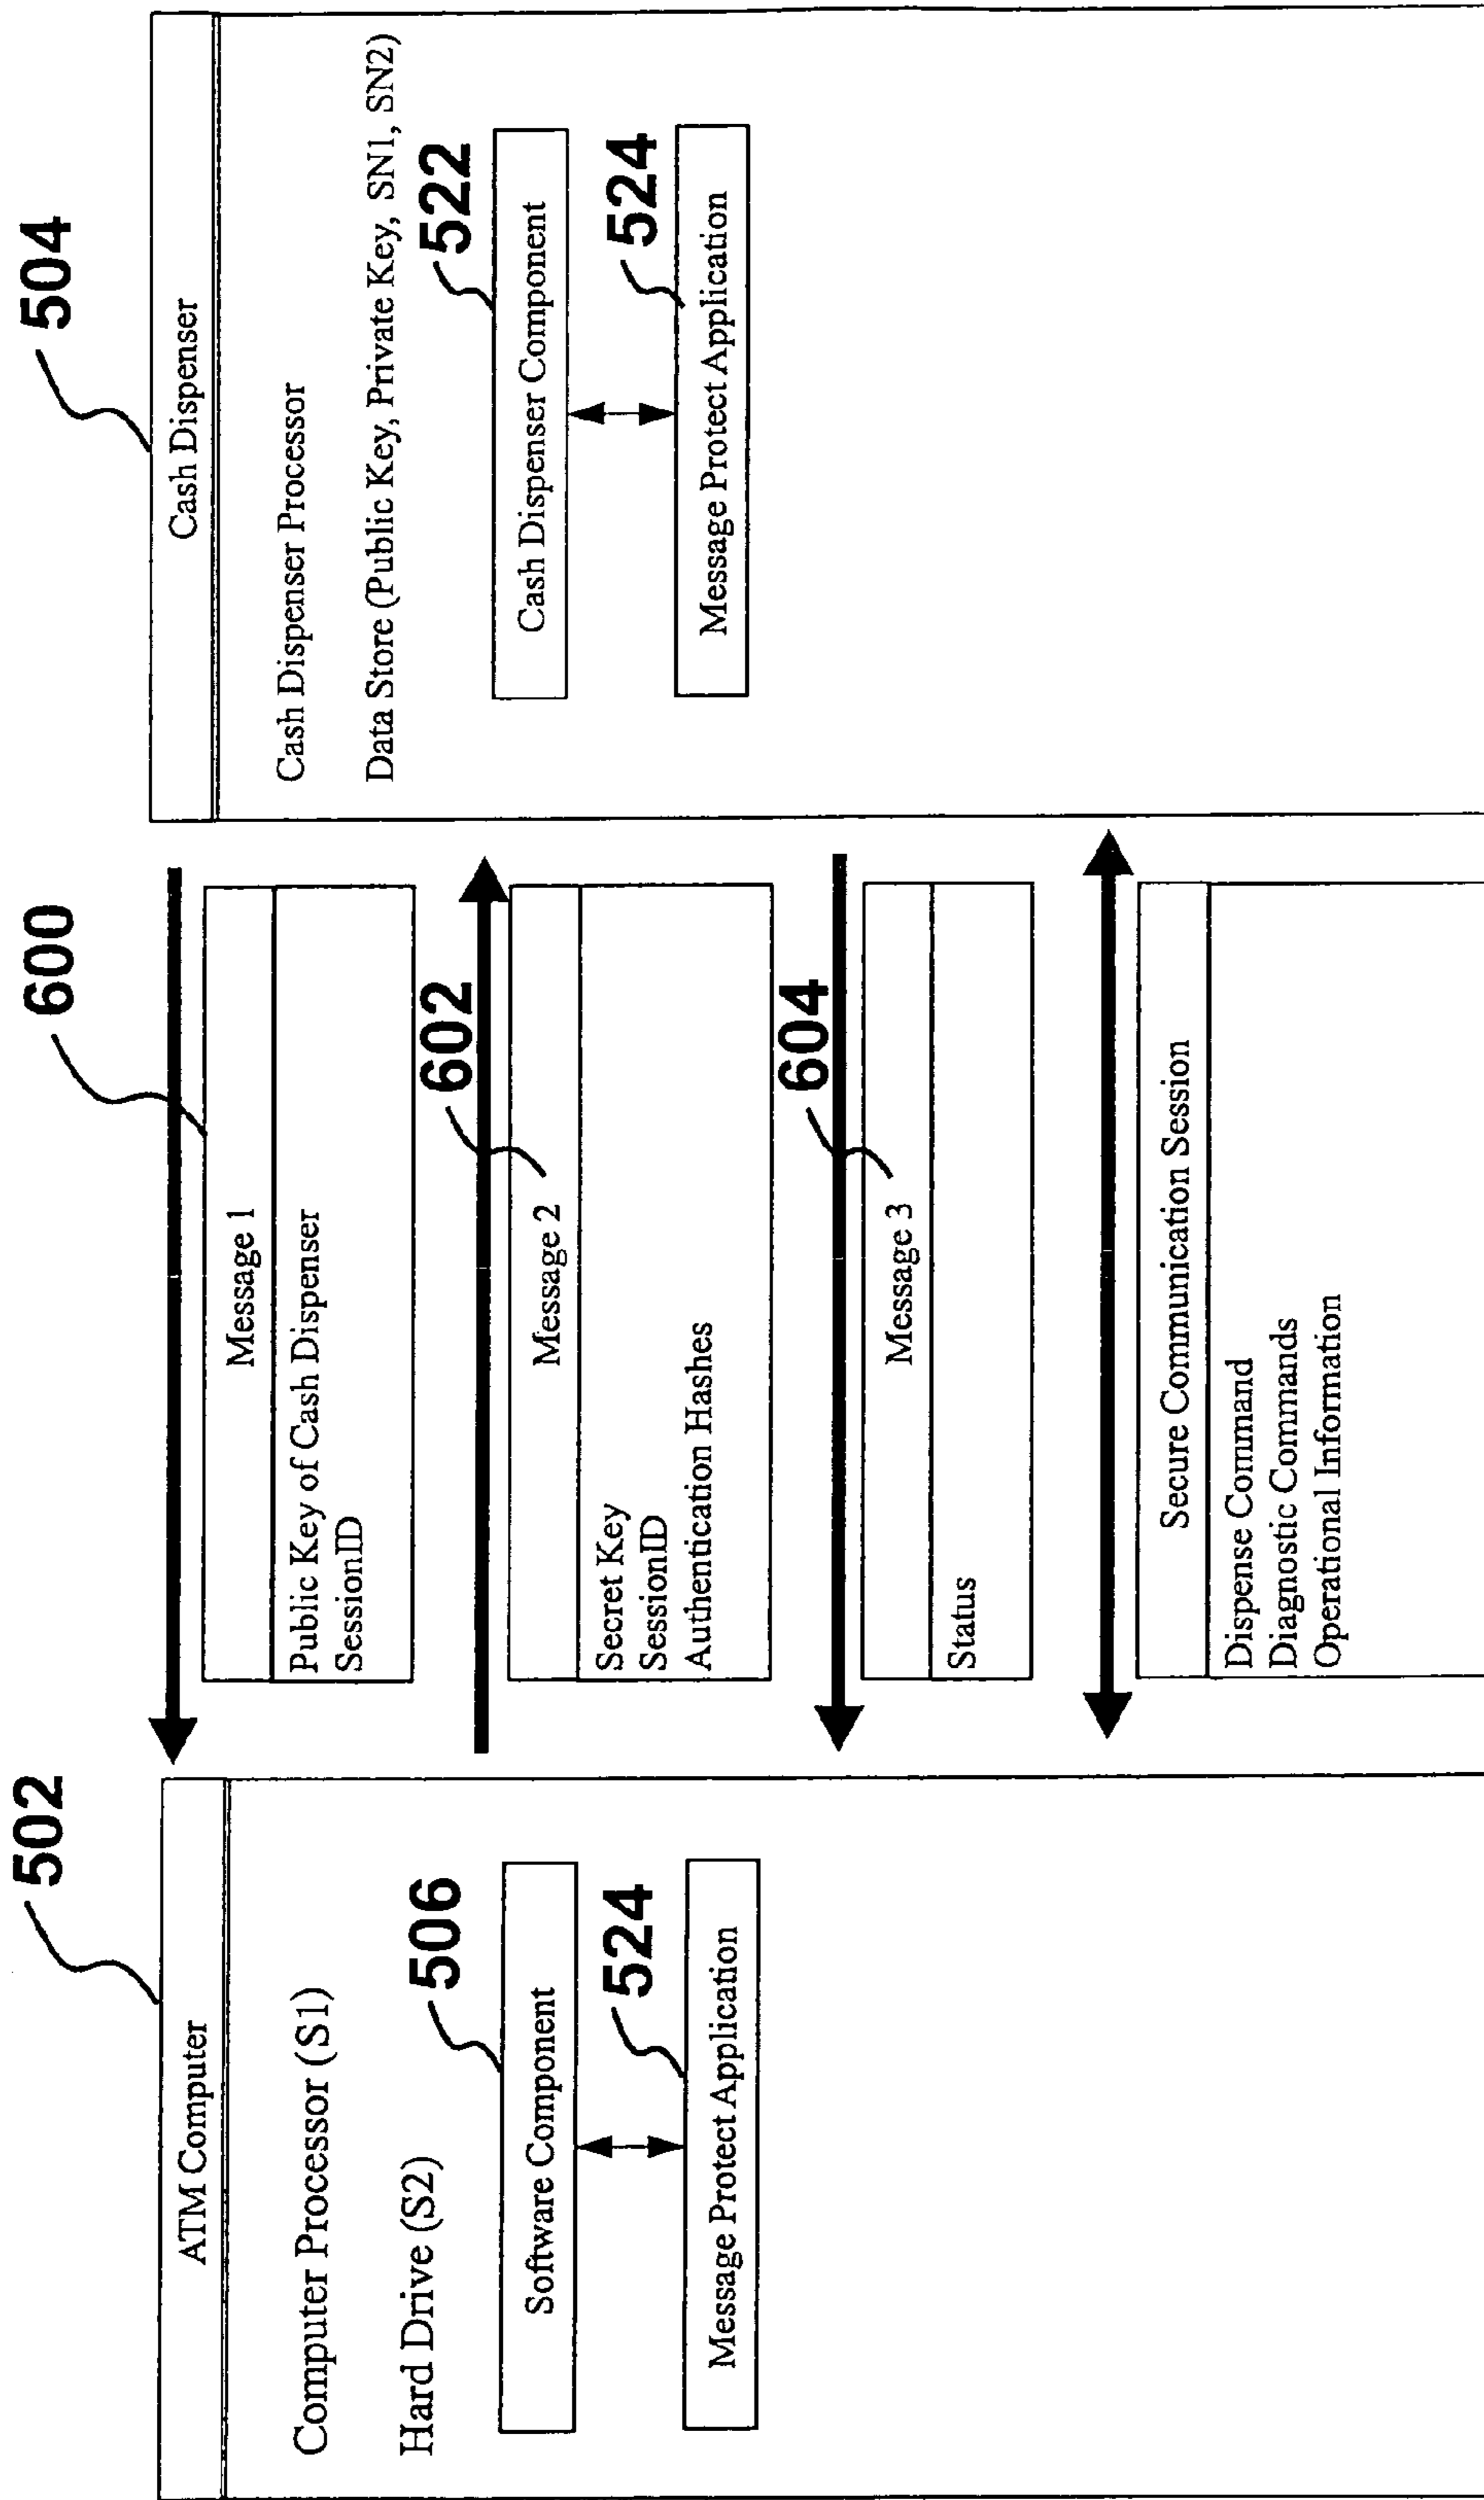 502
ATM Computer
Computer Processor (S1)
Hard Drive (S2)
506
Software Component
524
Message Protect Application
600
Message 1
Public Key of Cash Dispenser
SessionID
602
Message 2
Secret Key
SessionID
Authentication Hashes
604
Message 3
Status
Secure Communication Session
Dispense Command
Diagnostic Commands
Operational Information
504
Cash Dispenser
Cash Dispenser Processor
Data Store (Public Key, Private Key, SN1, SN2)
522
Cash Dispenser Component
524
Message Protect Application